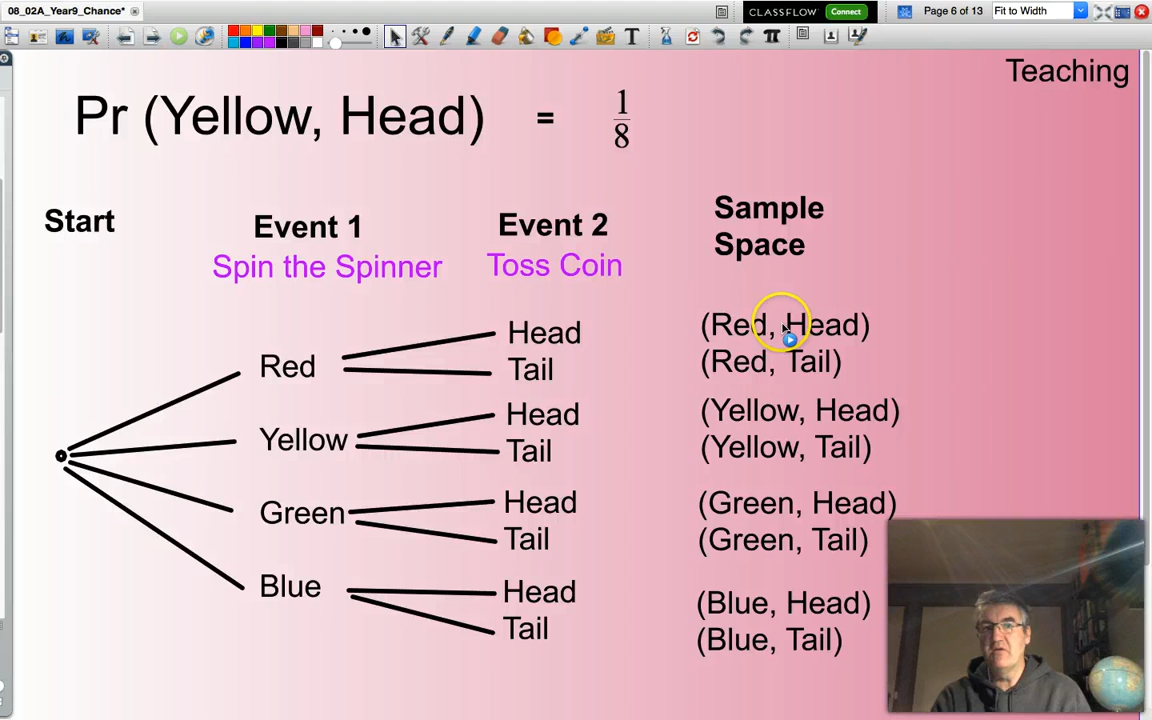 08_02A_Year9_Chance*
CLASSFLOW Connect
Page 6 of 13
Fit to Width
T
π
Teaching
Pr (Yellow, Head) = 1/8
Start
Event 1
Event 2
Sample
Space
Spin the Spinner
Toss Coin
Red
Head
(Red, Head)
Tail
(Red, Tail)
Yellow
Head
(Yellow, Head)
Tail
(Yellow, Tail)
Green
Head
(Green, Head)
Tail
(Green, Tail)
Blue
Head
(Blue, Head)
Tail
(Blue, Tail)